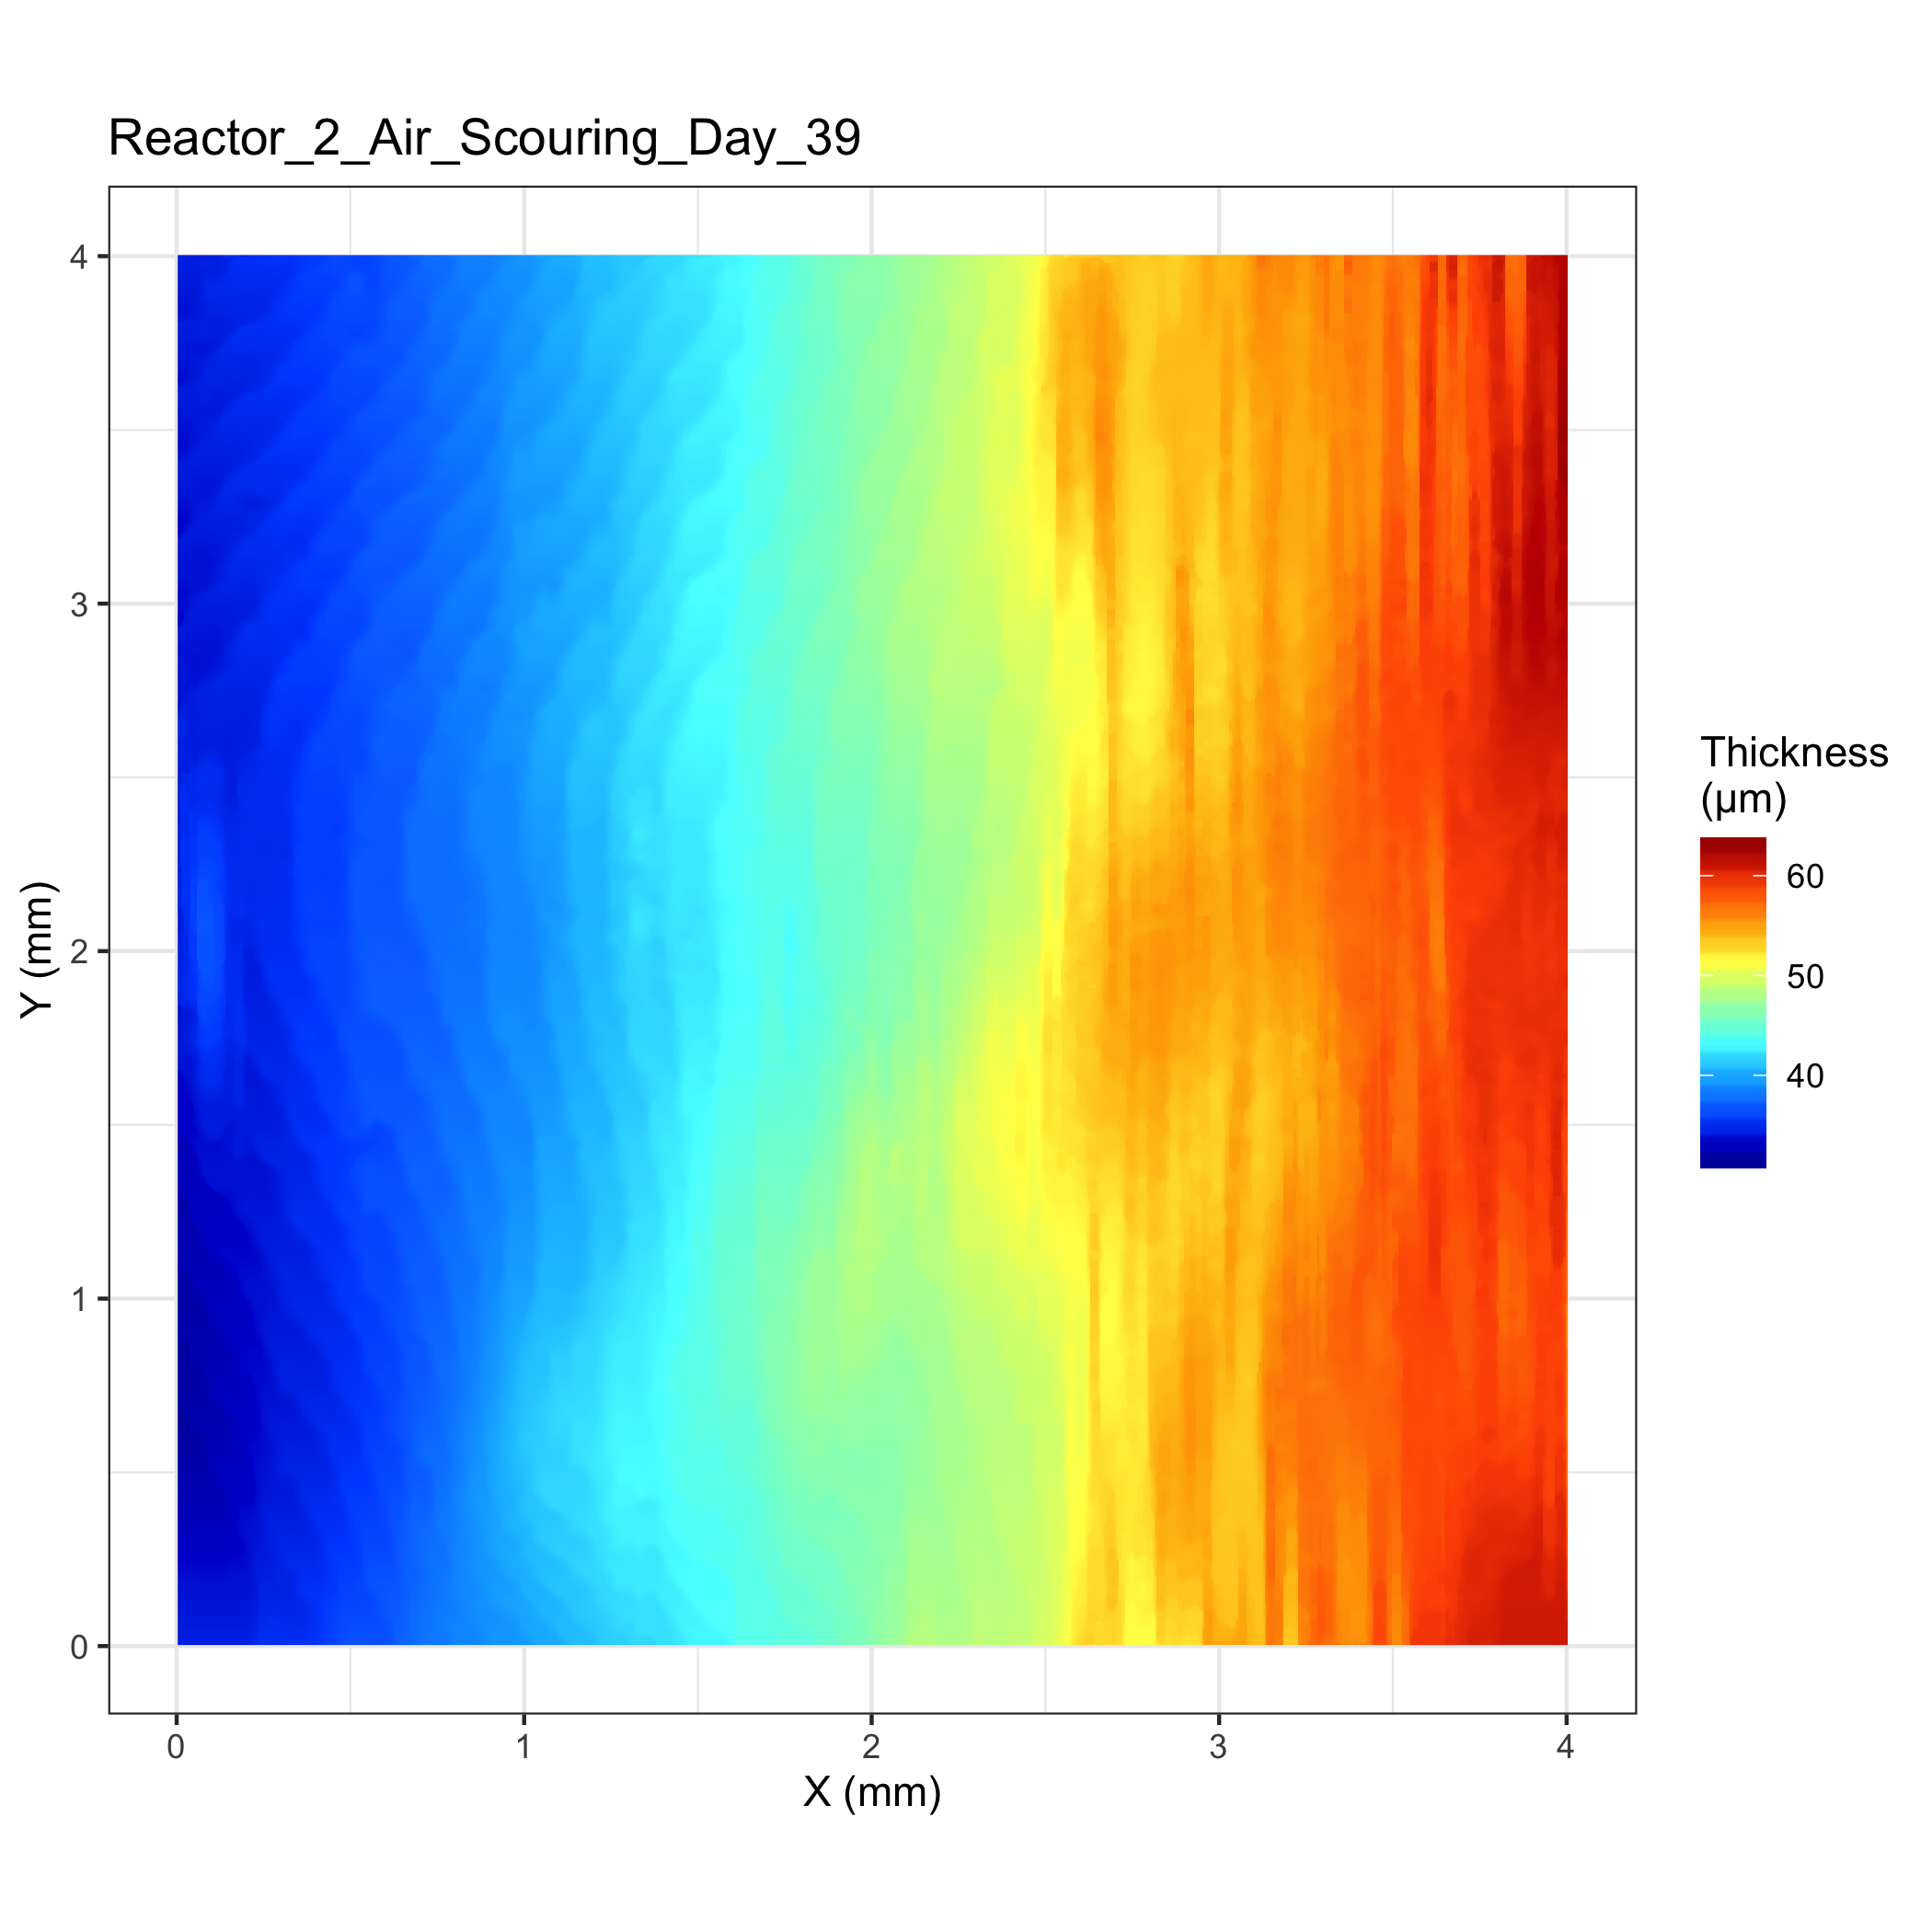 Reactor_2_Air_Scouring_Day_39
4
3
2
1
0
Y (mm)
0 1 2 3 4
X (mm)
Thickness
(µm)
60
50
40